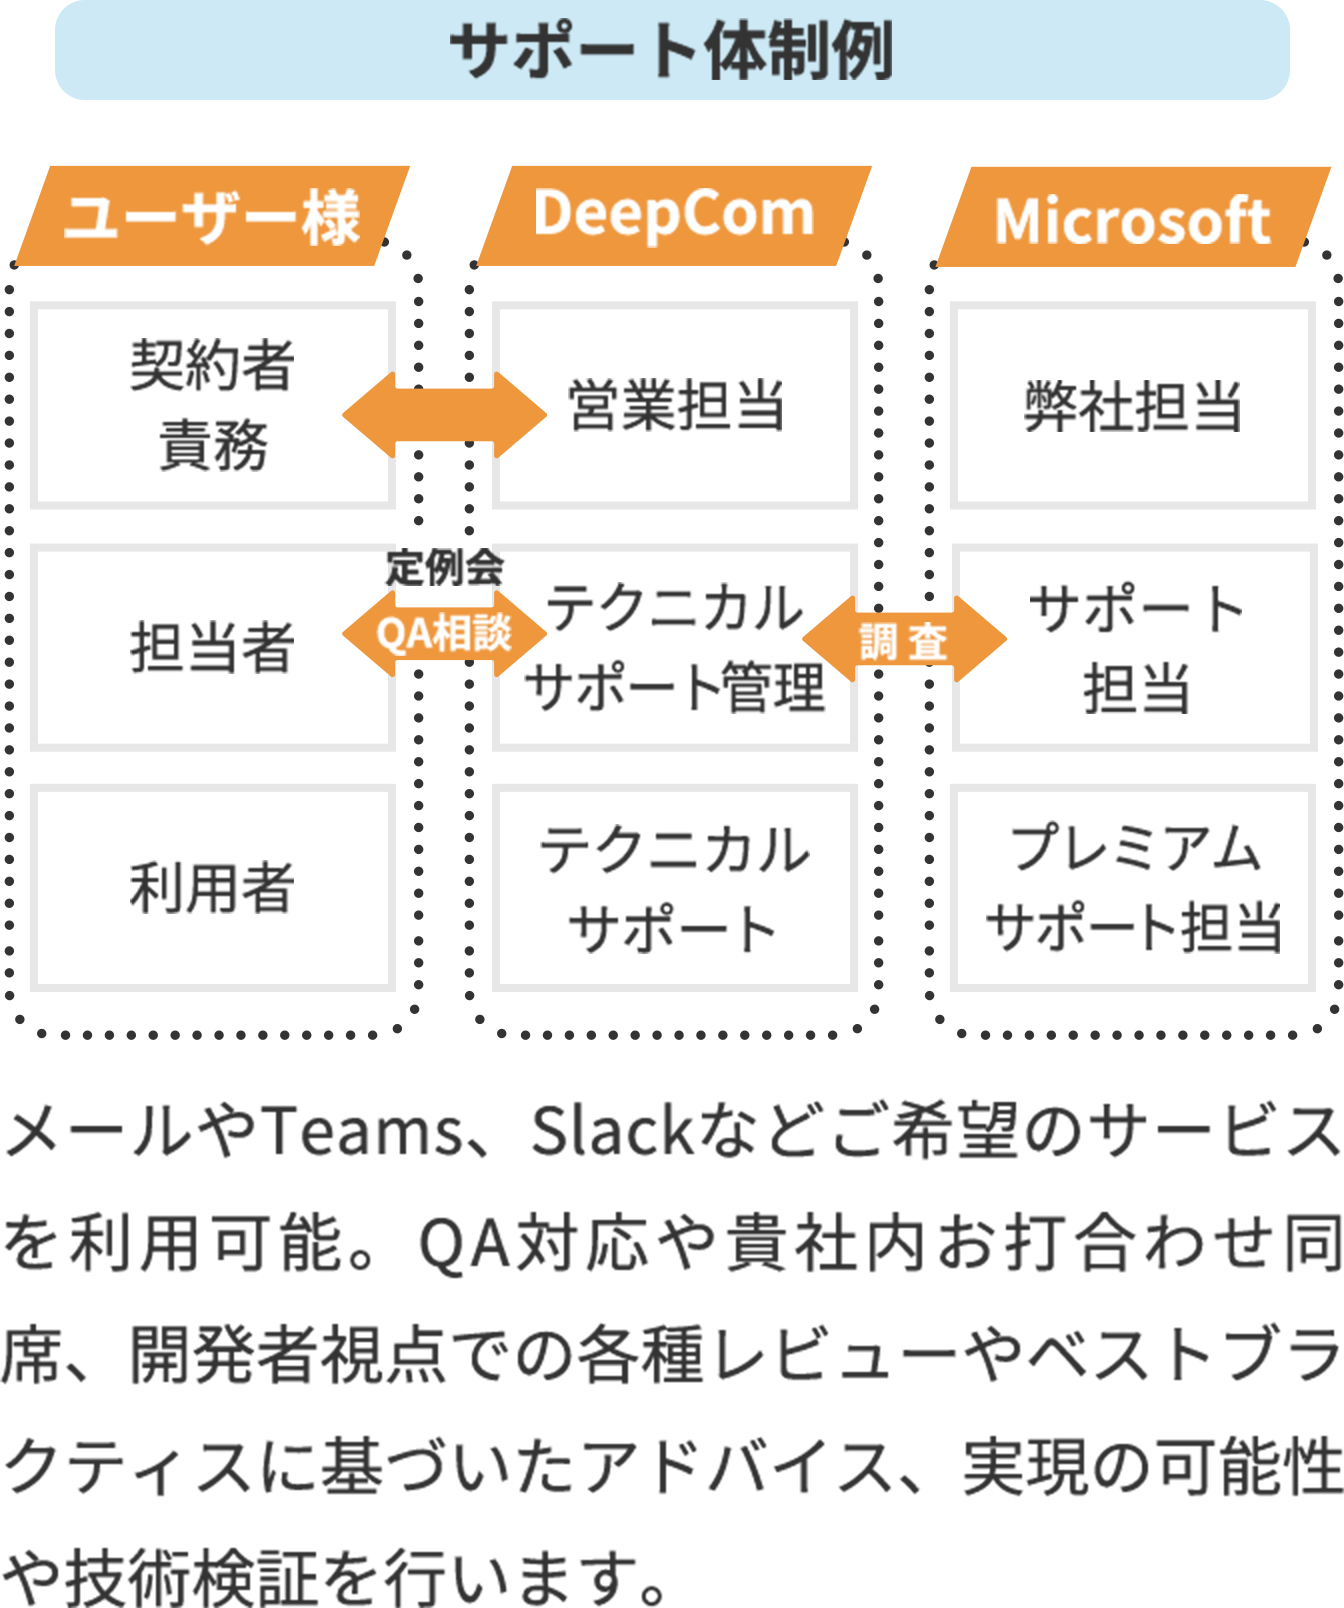 サポート体制例
ユーザー様
DeepCom
Microsoft
契約者
責務
営業担当
弊社担当
定例会
QA相談
担当者
テクニカル
サポート管理
調 査
サポート
担当
利用者
テクニカル
サポート
プレミアム
サポート担当
メールやTeams、Slackなどご希望のサービス
を利用可能。QA対応や貴社内お打合わせ同
席、開発者視点での各種レビューやベストプラ
クティスに基づいたアドバイス、実現の可能性
や技術検証を行います。